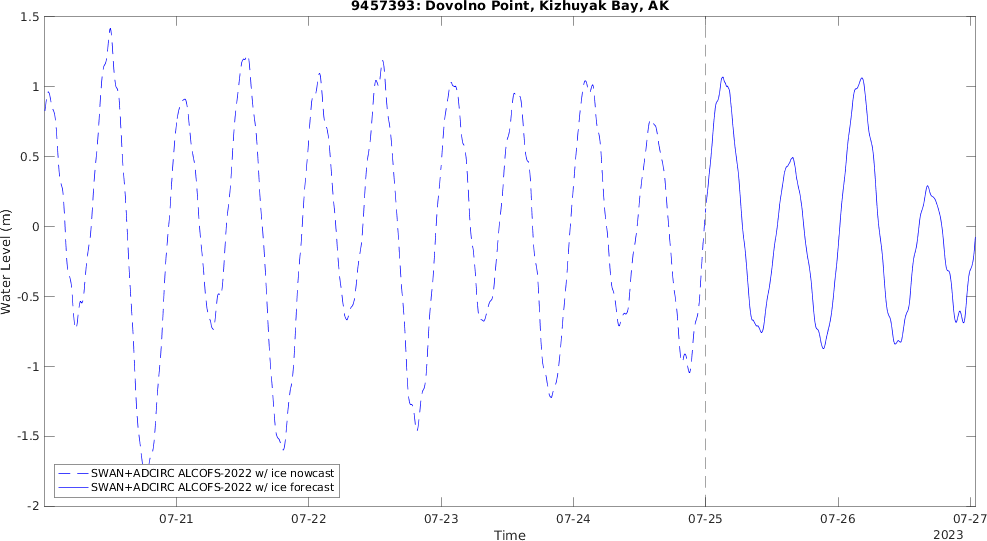 9457393: Dovolno Point, Kizhuyak Bay, AK
1.5
1
0.5
0
-0.5
-1
-1.5
-2
Water Level (m)
SWAN+ADCIRC ALCOFS-2022 w/ ice nowcast
SWAN+ADCIRC ALCOFS-2022 w/ ice forecast
07-21 07-22 07-23 07-24 07-25 07-26 07-27
Time
2023